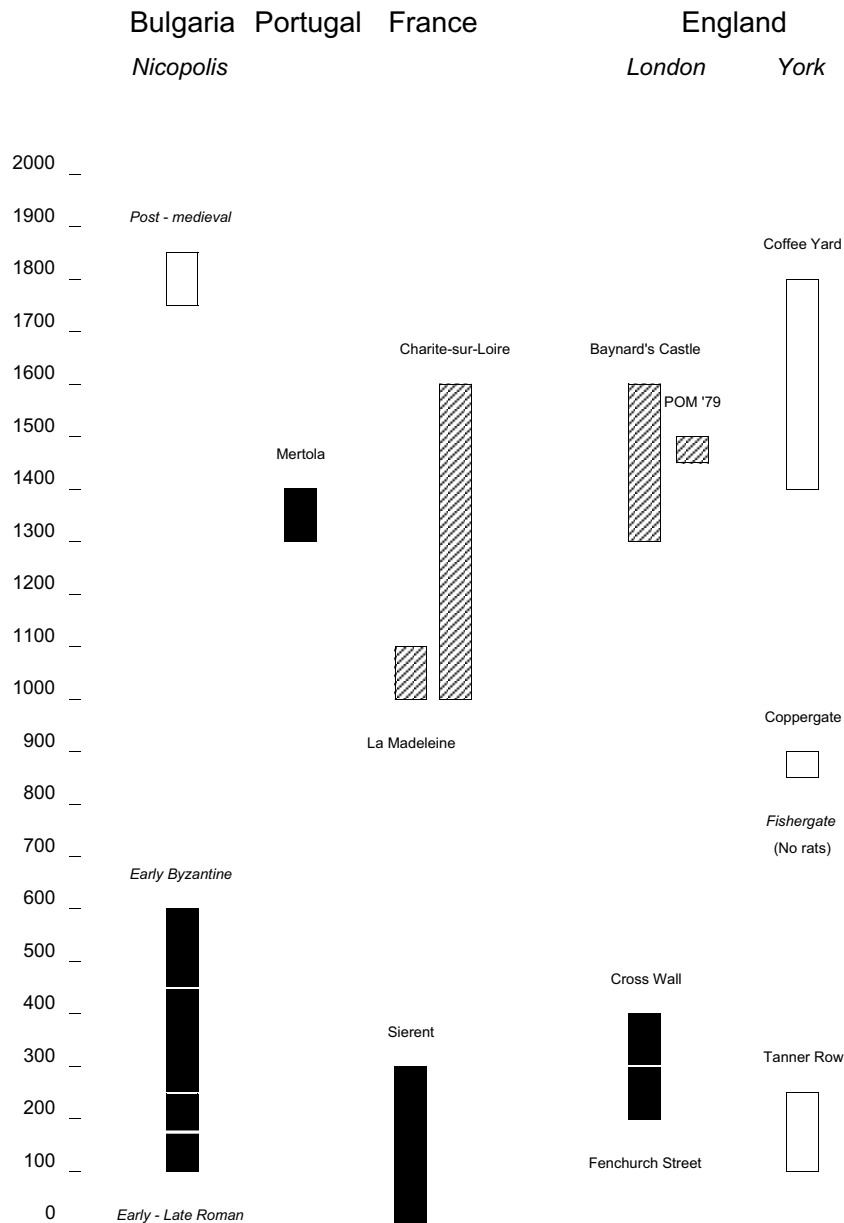 Bulgaria Portugal France England
Nicopolis London York
2000
1900 Post - medieval
Coffee Yard
1800
1700
Charite-sur-Loire Baynard's Castle
1600
POM '79
1500
Mertola
1400
1300
1200
1100
1000
Coppergate
La Madeleine
900
800
Fishergate
700 (No rats)
Early Byzantine
600
500
Cross Wall
400
Sierent
300
Tanner Row
200
Fenchurch Street
100
0 Early - Late Roman